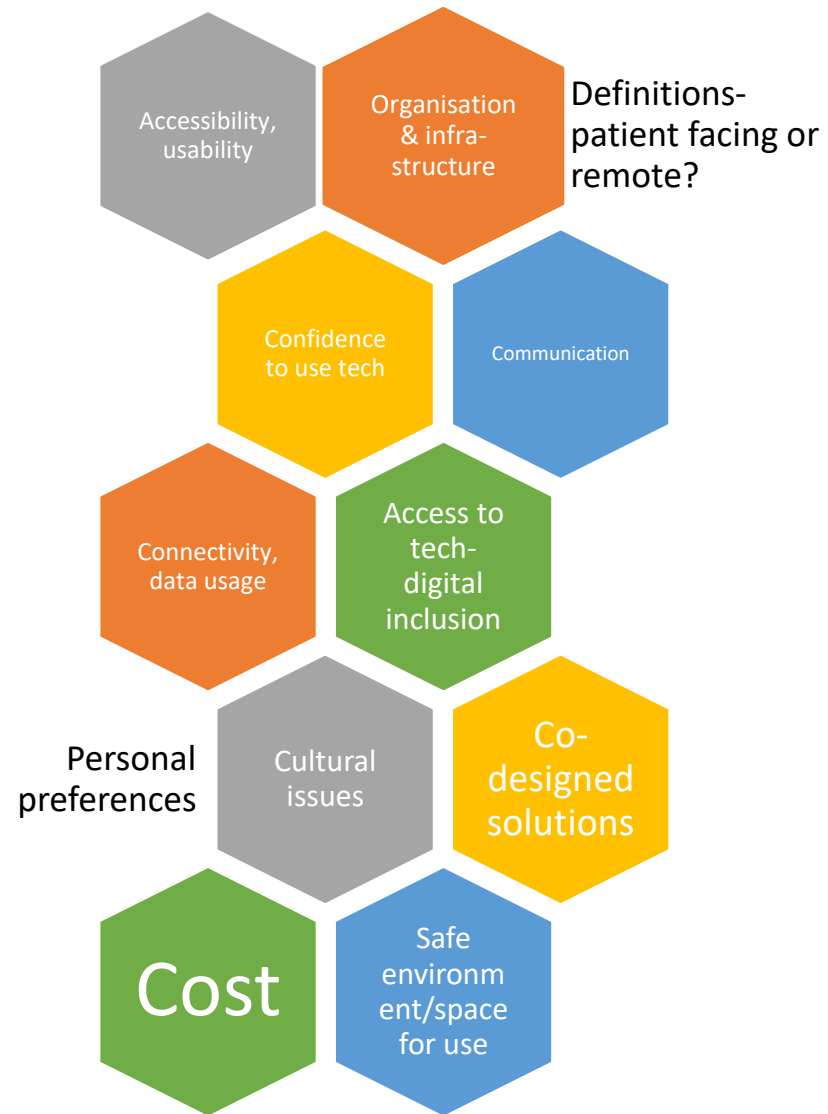 Accessibility,
usability
Organisation
& infra-
structure
Definitions-
patient facing or
remote?
Confidence
to use tech
Communication
Connectivity,
data usage
Access to
tech-
digital
inclusion
Personal
preferences
Cultural
issues
Co-
designed
solutions
Cost
Safe
environm
ent/space
for use